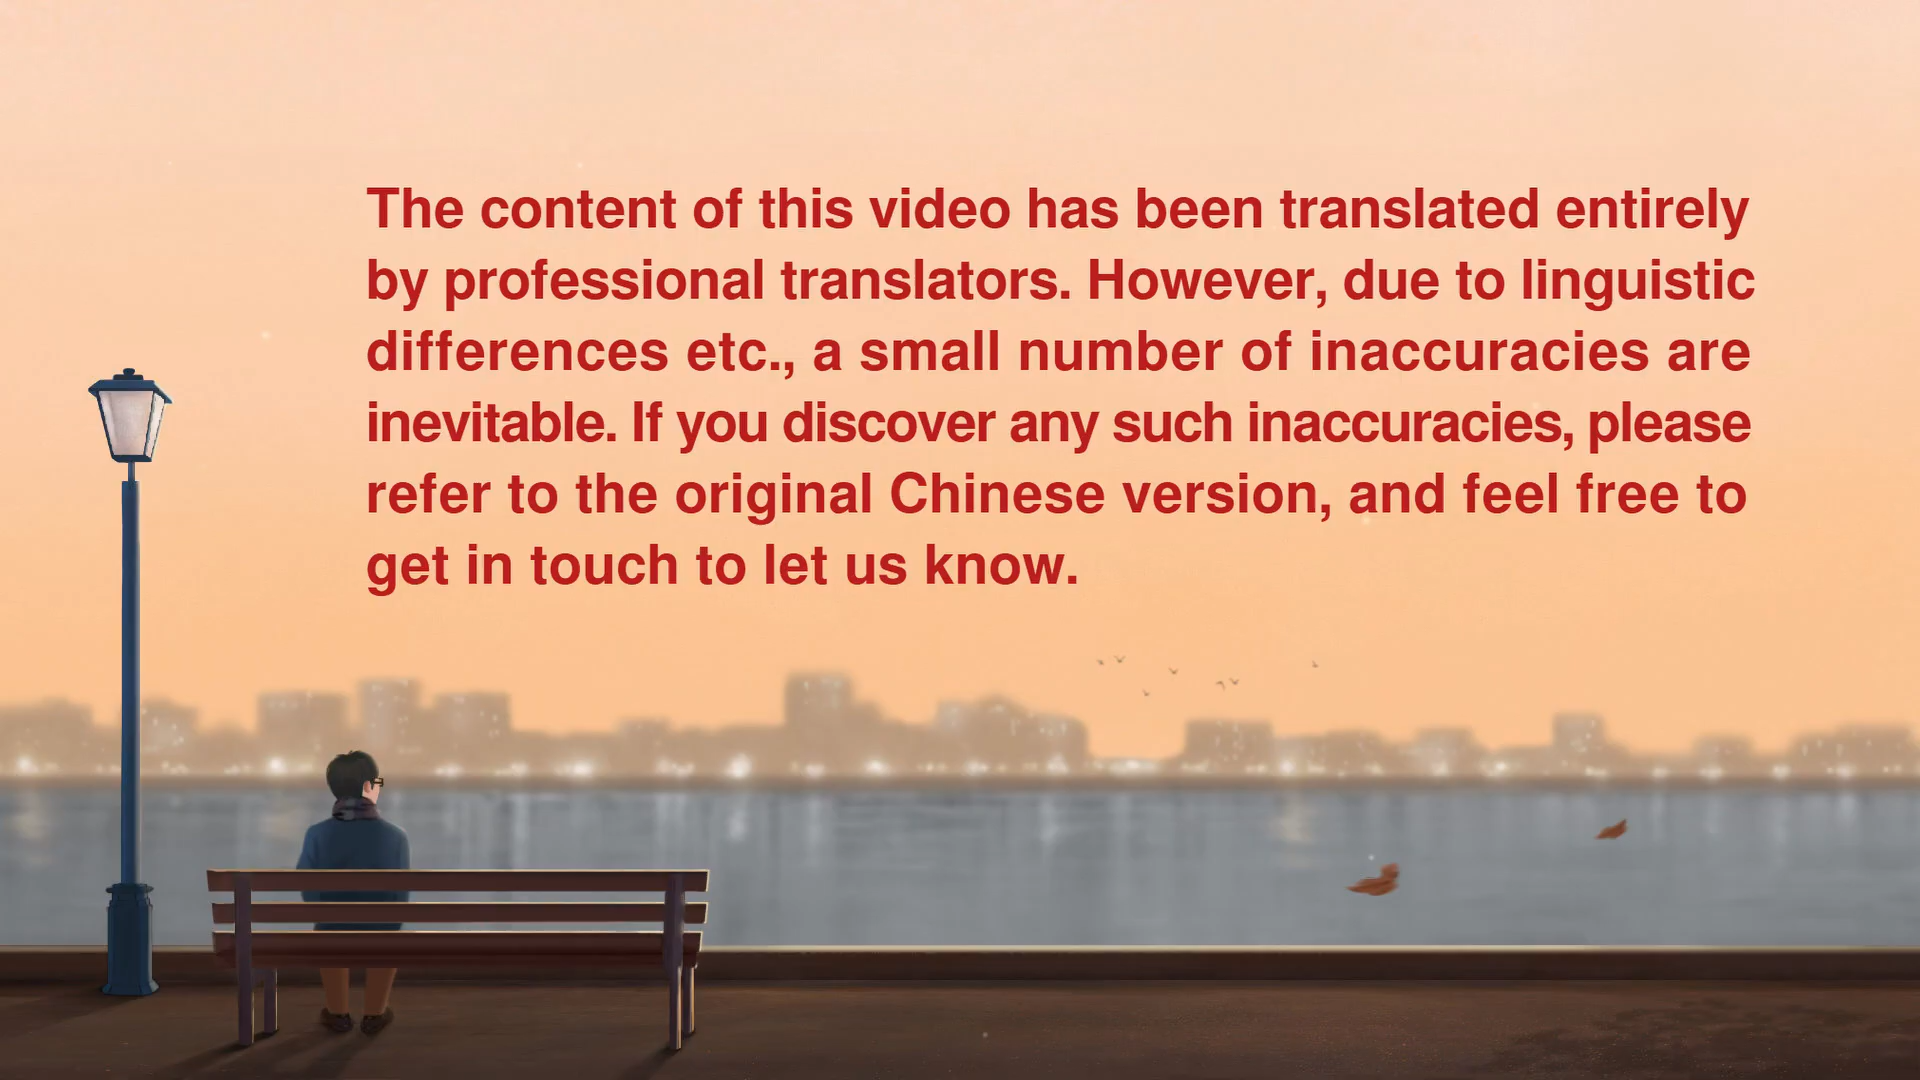 The content of this video has been translated entirely
by professional translators. However, due to linguistic
differences etc., a small number of inaccuracies are
inevitable. If you discover any such inaccuracies, please
refer to the original Chinese version, and feel free to
get in touch to let us know.